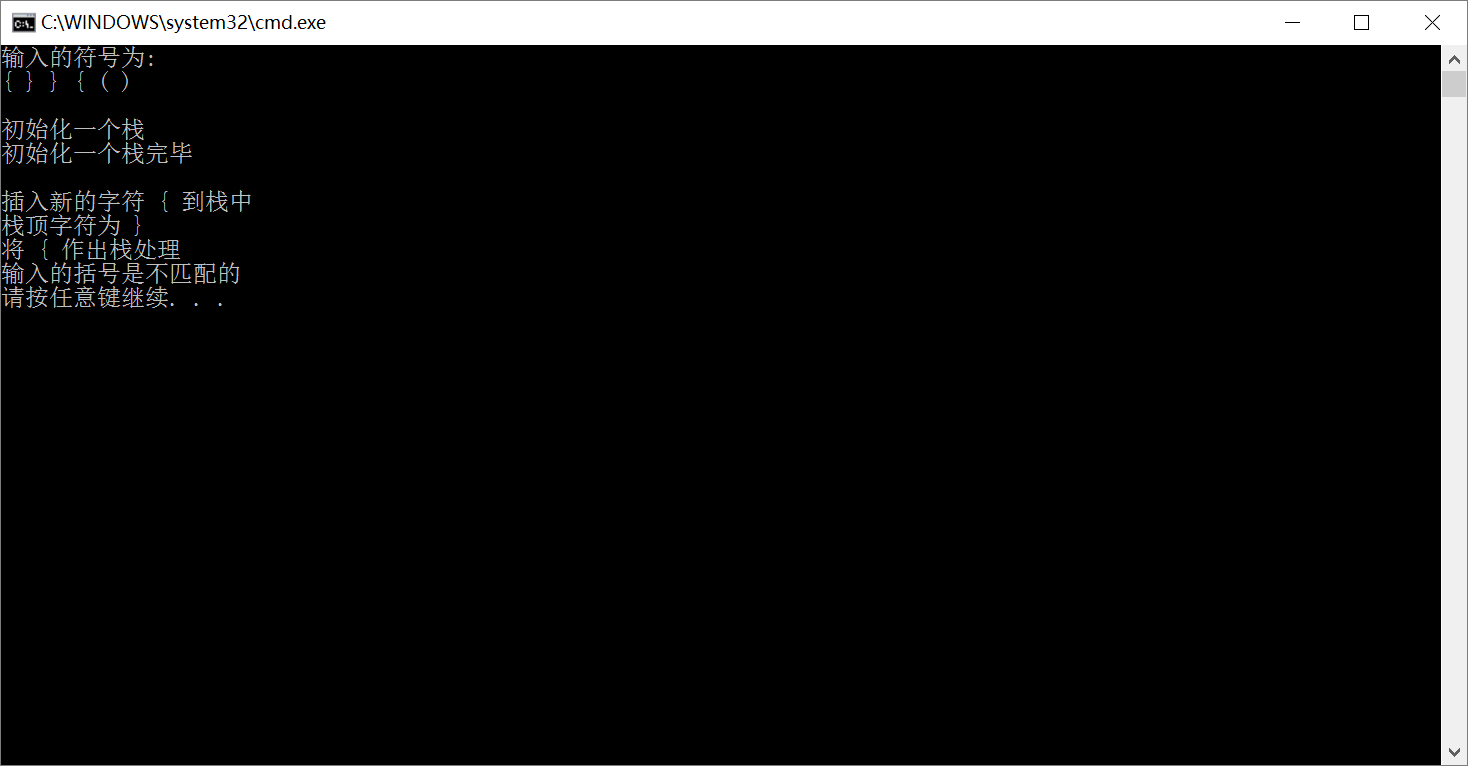 C:\WINDOWS\system32\cmd.exe
输入的符号为:
{ } } { ( )
初始化一个栈
初始化一个栈完毕
插入新的字符 { 到栈中
栈顶字符为 }
将 { 作出栈处理
输入的括号是不匹配的
请按任意键继续. . .